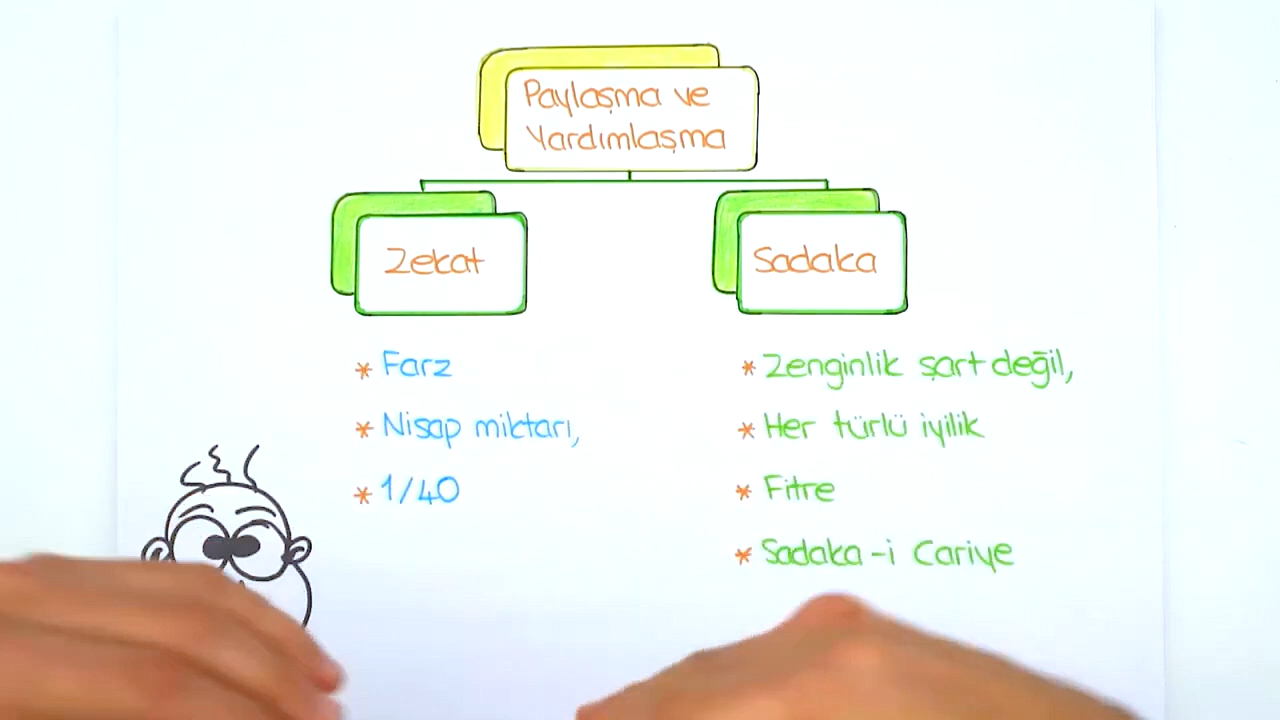 Paylaşma ve
Yardımlaşma
Zekat
Sadaka
* Farz
* Nisap miktarı,
* 1/40
* Zenginlik şart değil,
* Her türlü iyilik
* Fitre
* Sadaka-i Cariye